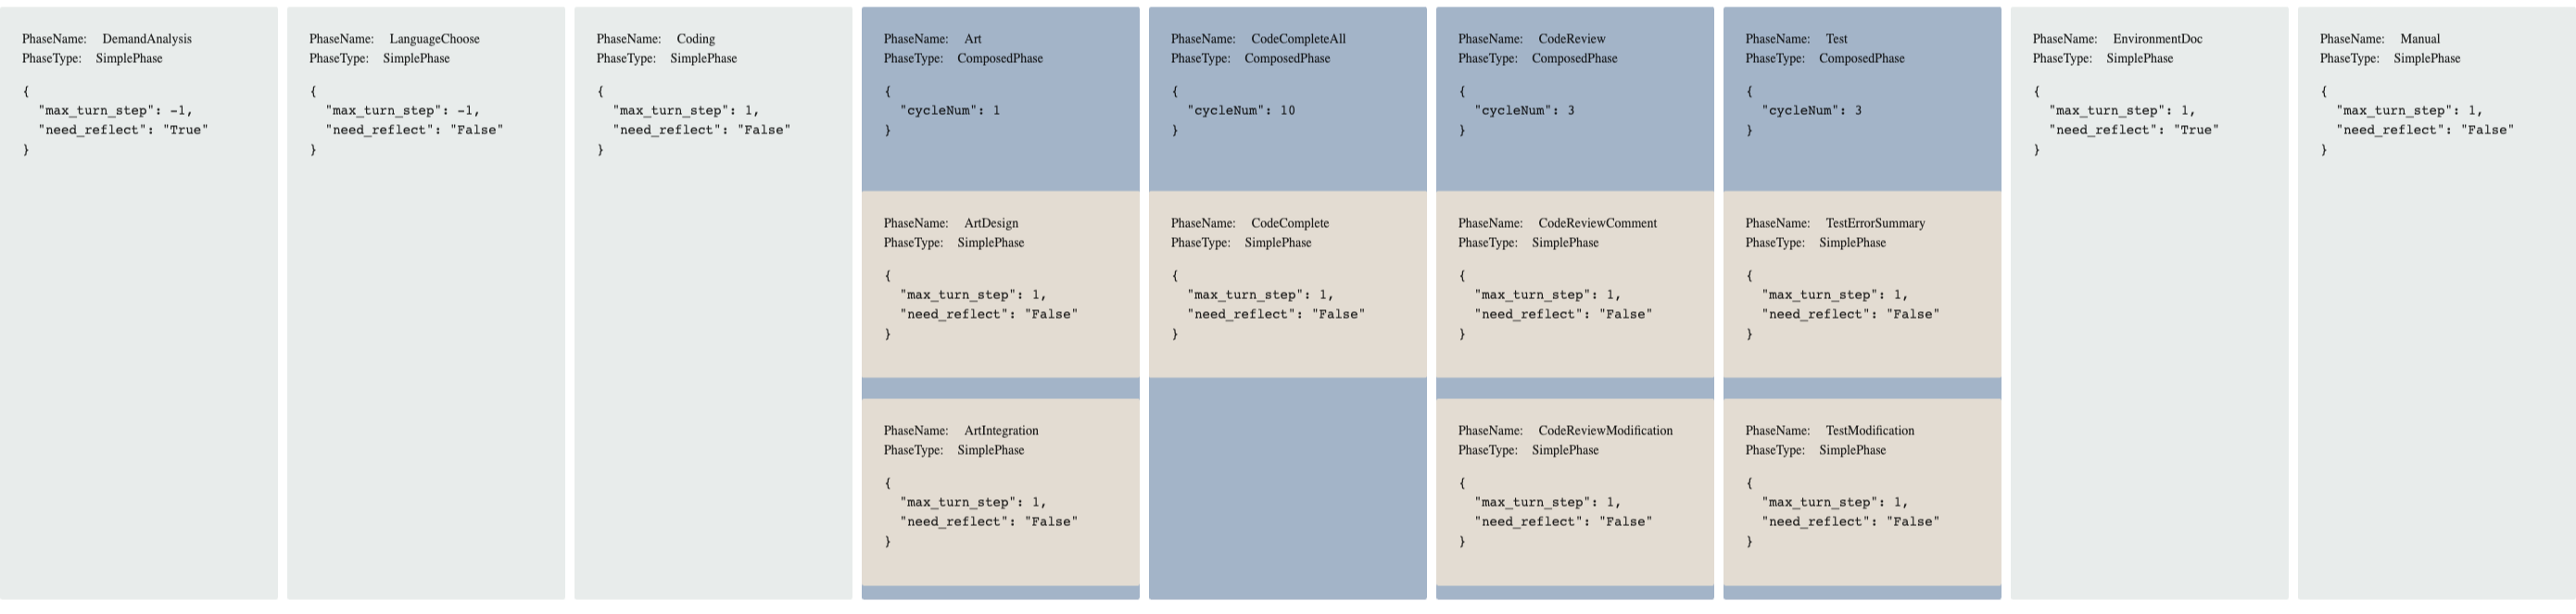 PhaseName: DemandAnalysis
PhaseType: SimplePhase
{
"max_turn_step": -1,
"need_reflect": "True"
}
PhaseName: LanguageChoose
PhaseType: SimplePhase
{
"max_turn_step": -1,
"need_reflect": "False"
}
PhaseName: Coding
PhaseType: SimplePhase
{
"max_turn_step": 1,
"need_reflect": "False"
}
PhaseName: Art
PhaseType: ComposedPhase
{
"cycleNum": 1
}
PhaseName: ArtDesign
PhaseType: SimplePhase
{
"max_turn_step": 1,
"need_reflect": "False"
}
PhaseName: ArtIntegration
PhaseType: SimplePhase
{
"max_turn_step": 1,
"need_reflect": "False"
}
PhaseName: CodeCompleteAll
PhaseType: ComposedPhase
{
"cycleNum": 10
}
PhaseName: CodeComplete
PhaseType: SimplePhase
{
"max_turn_step": 1,
"need_reflect": "False"
}
PhaseName: CodeReview
PhaseType: ComposedPhase
{
"cycleNum": 3
}
PhaseName: CodeReviewComment
PhaseType: SimplePhase
{
"max_turn_step": 1,
"need_reflect": "False"
}
PhaseName: CodeReviewModification
PhaseType: SimplePhase
{
"max_turn_step": 1,
"need_reflect": "False"
}
PhaseName: Test
PhaseType: ComposedPhase
{
"cycleNum": 3
}
PhaseName: TestErrorSummary
PhaseType: SimplePhase
{
"max_turn_step": 1,
"need_reflect": "False"
}
PhaseName: TestModification
PhaseType: SimplePhase
{
"max_turn_step": 1,
"need_reflect": "False"
}
PhaseName: EnvironmentDoc
PhaseType: SimplePhase
{
"max_turn_step": 1,
"need_reflect": "True"
}
PhaseName: Manual
PhaseType: SimplePhase
{
"max_turn_step": 1,
"need_reflect": "False"
}